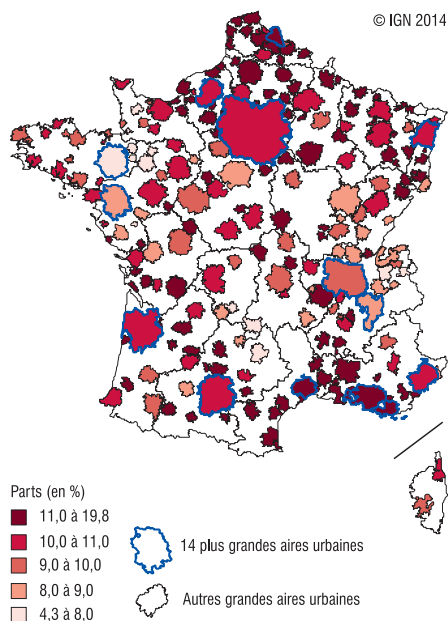 © IGN 2014
Parts (en %)
11,0 à 19,8
10,0 à 11,0
9,0 à 10,0
8,0 à 9,0
4,3 à 8,0
14 plus grandes aires urbaines
Autres grandes aires urbaines